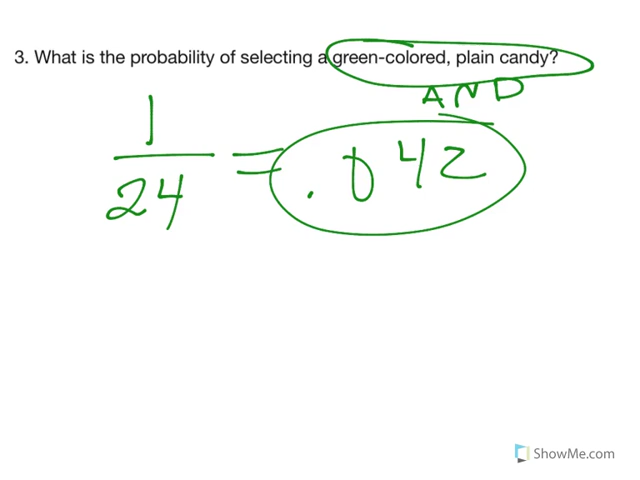 3. What is the probability of selecting a green-colored, plain candy?
AND
1
24 = .042
ShowMe.com